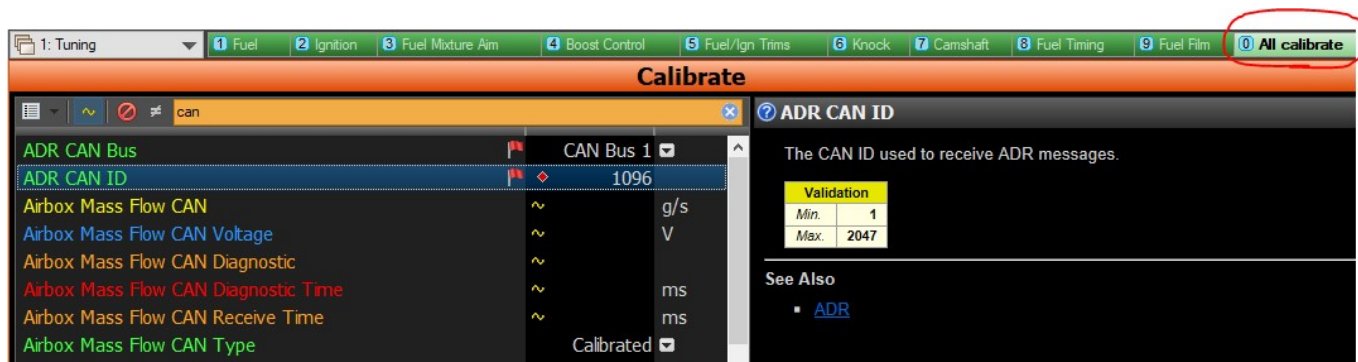 1: Tuning 1 Fuel 2 Ignition 3 Fuel Mixture Aim 4 Boost Control 5 Fuel/Ign Trims 6 Knock 7 Camshaft 8 Fuel Timing 9 Fuel Film 0 All calibrate
Calibrate
can
ADR CAN Bus CAN Bus 1
ADR CAN ID 1096
Airbox Mass Flow CAN g/s
Airbox Mass Flow CAN Voltage V
Airbox Mass Flow CAN Diagnostic
Airbox Mass Flow CAN Diagnostic Time ms
Airbox Mass Flow CAN Receive Time ms
Airbox Mass Flow CAN Type Calibrated
ADR CAN ID
The CAN ID used to receive ADR messages.
Validation
Min. 1
Max. 2047
See Also
ADR